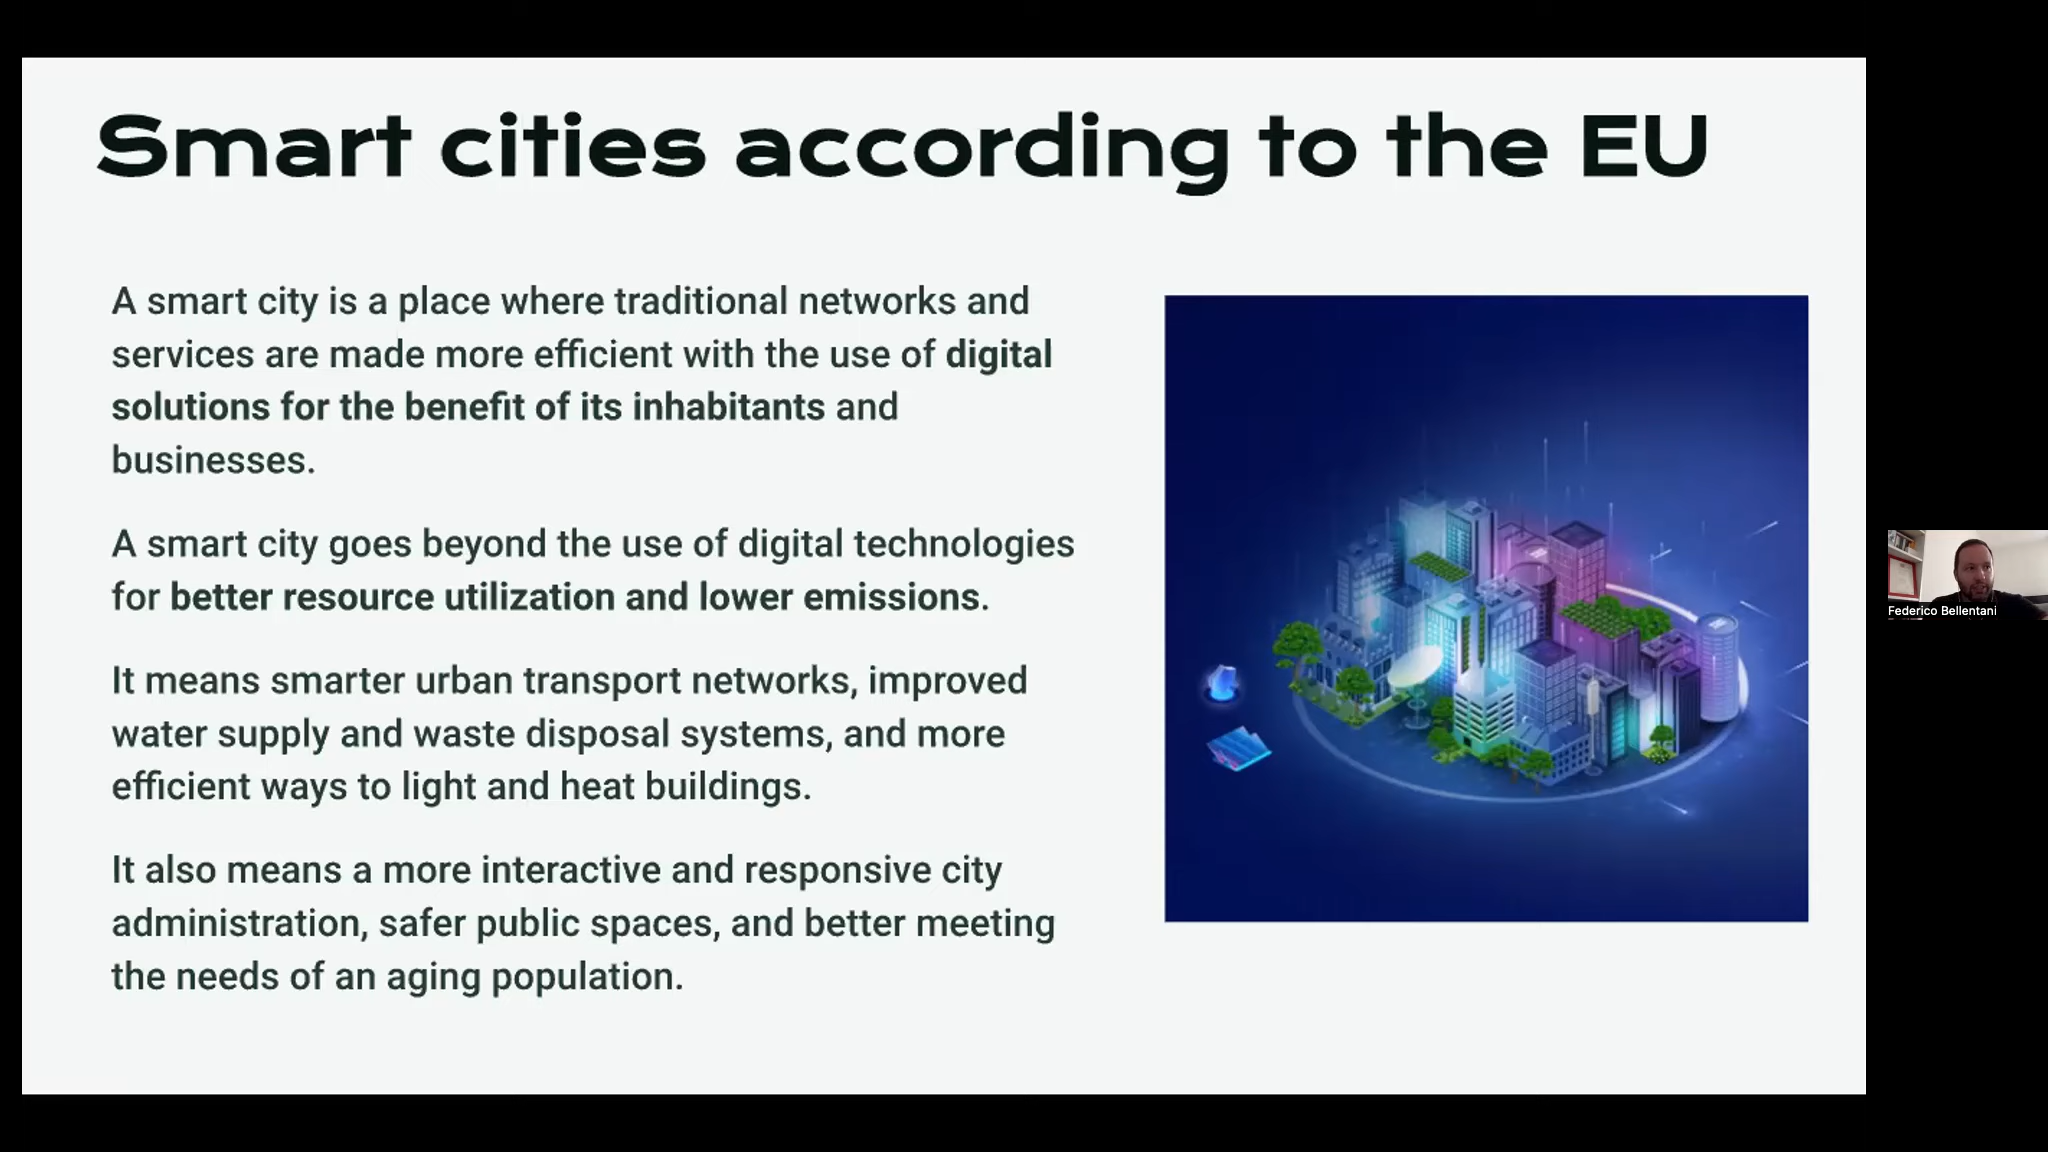 Smart cities according to the EU
A smart city is a place where traditional networks and
services are made more efficient with the use of digital
solutions for the benefit of its inhabitants and
businesses.
A smart city goes beyond the use of digital technologies
for better resource utilization and lower emissions.
It means smarter urban transport networks, improved
water supply and waste disposal systems, and more
efficient ways to light and heat buildings.
It also means a more interactive and responsive city
administration, safer public spaces, and better meeting
the needs of an aging population.
Federico Bellentani